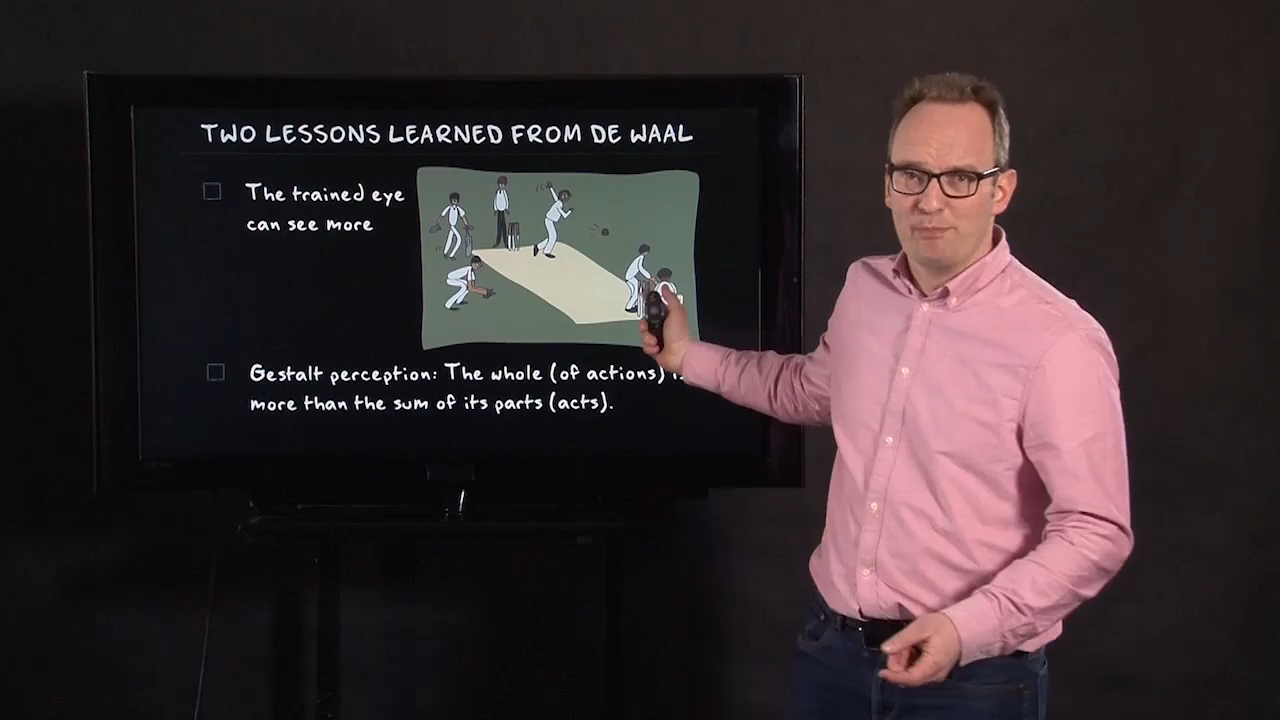 TWO LESSONS LEARNED FROM DE WAAL
The trained eye
can see more
Gestalt perception: The whole (of actions)
more than the sum of its parts (acts).